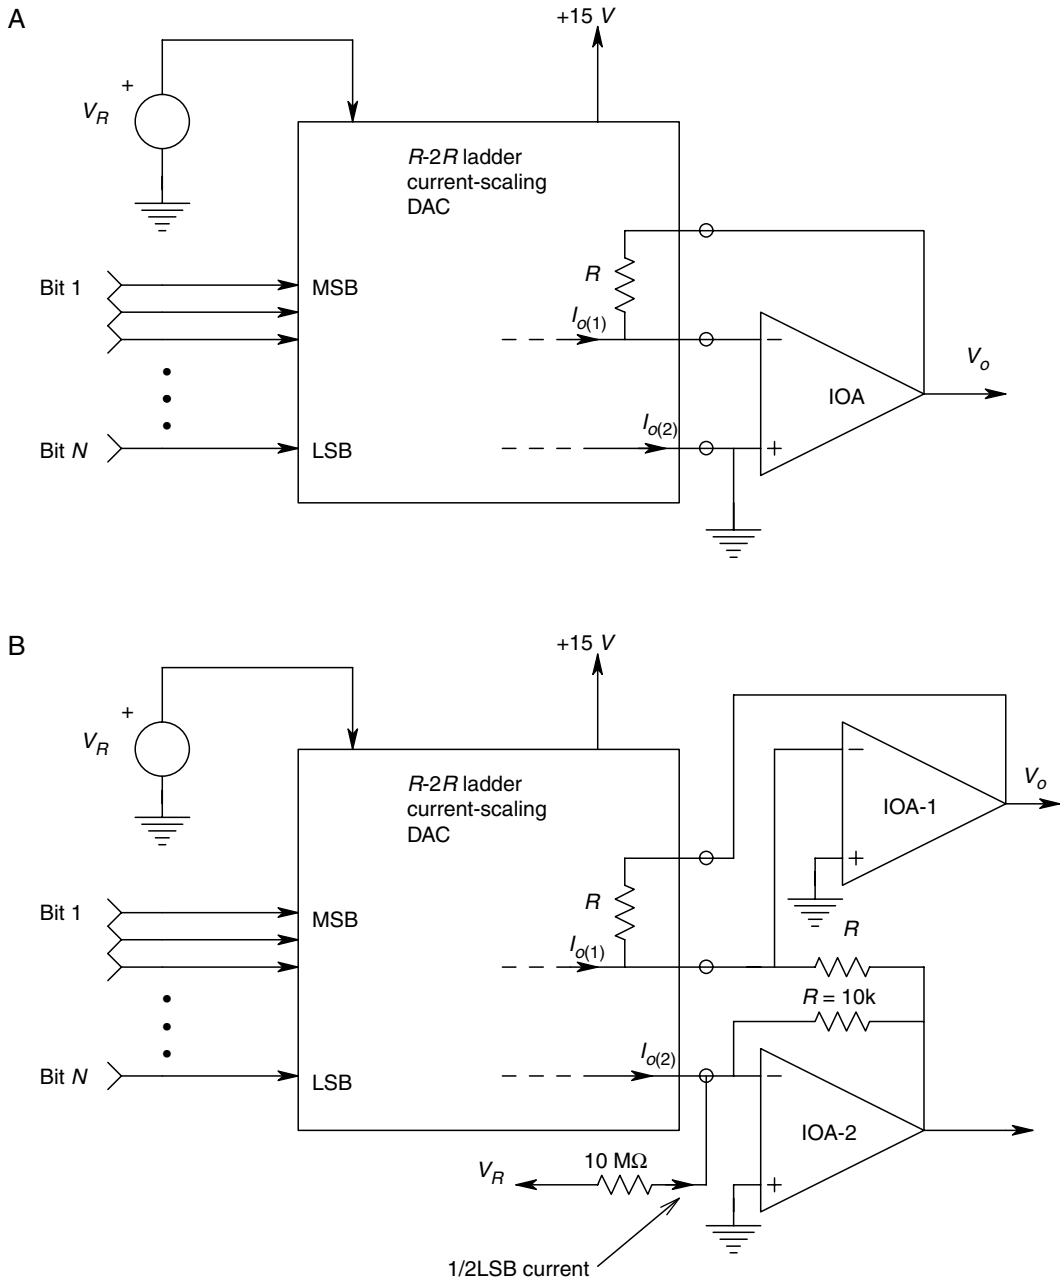 A
+15 V
+
V_R
R-2R ladder
current-scaling
DAC
R
Bit 1
MSB
I_o(1)
−
V_o
IOA
I_o(2)
Bit N
LSB
+
B
+15 V
+
V_R
R-2R ladder
current-scaling
DAC
−
V_o
IOA-1
+
R
Bit 1
MSB
R
I_o(1)
R = 10k
I_o(2)
−
Bit N
LSB
IOA-2
10 MΩ
V_R
+
1/2LSB current